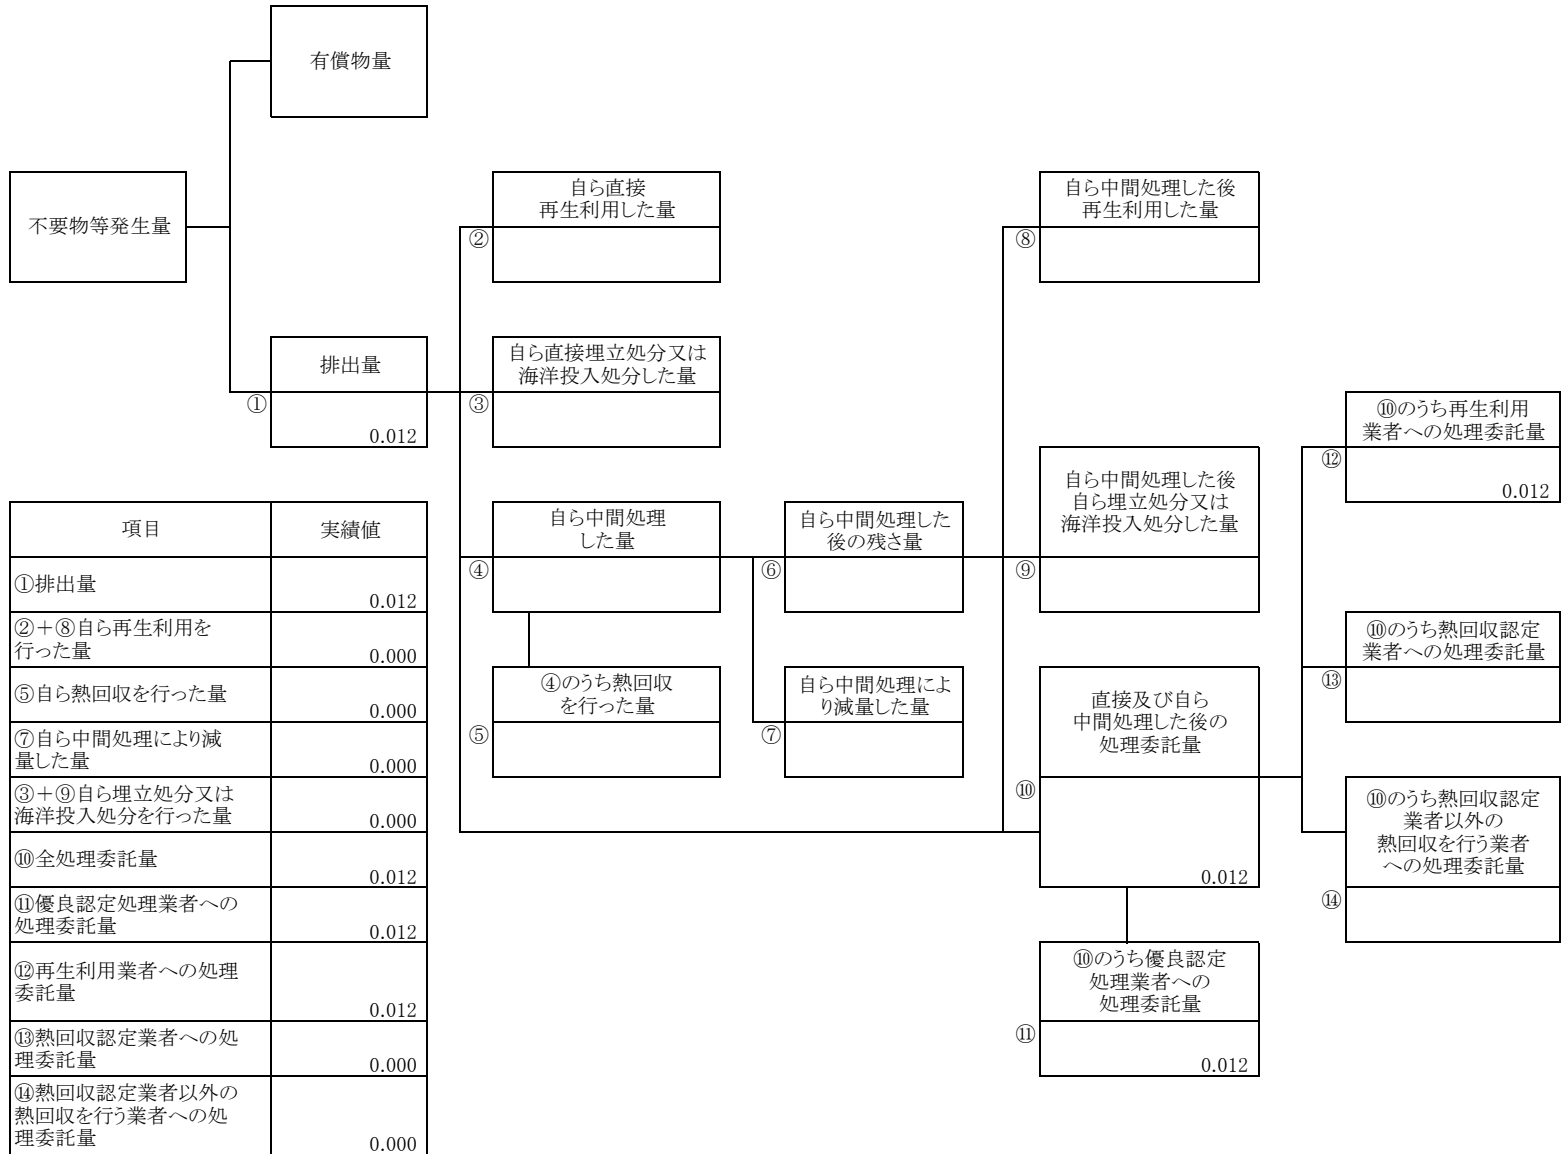 有償物量
不要物等発生量
自ら直接
再生利用した量
②
自ら中間処理した後
再生利用した量
⑧
排出量
①
0.012
自ら直接埋立処分又は
海洋投入処分した量
③
⑩のうち再生利用
業者への処理委託量
⑫
0.012
自ら中間処理
した量
④
自ら中間処理した
後の残さ量
⑥
自ら中間処理した後
自ら埋立処分又は
海洋投入処分した量
⑨
⑩のうち熱回収認定
業者への処理委託量
⑬
④のうち熱回収
を行った量
⑤
自ら中間処理によ
り減量した量
⑦
直接及び自ら
中間処理した後の
処理委託量
⑩
0.012
⑩のうち熱回収認定
業者以外の
熱回収を行う業者
への処理委託量
⑭
⑩のうち優良認定
処理業者への
処理委託量
⑪
0.012
項目 実績値
①排出量
0.012
②+⑧自ら再生利用を
行った量
0.000
⑤自ら熱回収を行った量
0.000
⑦自ら中間処理により減
量した量
0.000
③+⑨自ら埋立処分又は
海洋投入処分を行った量
0.000
⑩全処理委託量
0.012
⑪優良認定処理業者への
処理委託量
0.012
⑫再生利用業者への処理
委託量
0.012
⑬熱回収認定業者への処
理委託量
0.000
⑭熱回収認定業者以外の
熱回収を行う業者への処
理委託量
0.000